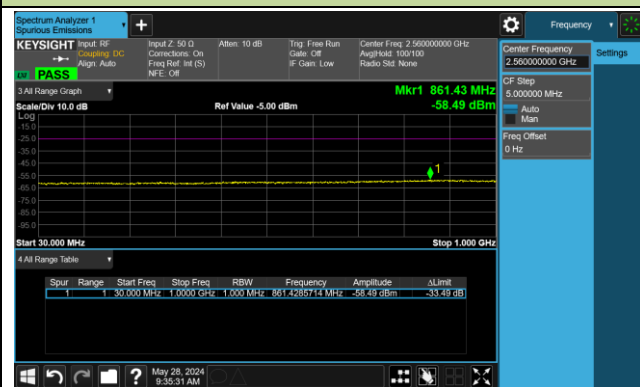 Spectrum Analyzer 1
Spurious Emissions
+
Frequency
KEYSIGHT
Input: RF
Coupling: DC
Align: Auto
Input Z: 50 Ω
Corrections: On
Freq Ref: Int (S)
NFE: Off
Atten: 10 dB
Trig: Free Run
Gate: Off
IF Gain: Low
Center Freq: 2.560000000 GHz
Avg|Hold: 100/100
Radio Std: None
LXI
PASS
3 All Range Graph
Mkr1 861.43 MHz
Scale/Div 10.0 dB
Ref Value -5.00 dBm
-58.49 dBm
Log
-15.0
-25.0
-35.0
-45.0
-55.0
-65.0
-75.0
-85.0
-95.0
1
Start 30.000 MHz
Stop 1.000 GHz
4 All Range Table
Spur Range Start Freq Stop Freq RBW Frequency Amplitude ΔLimit
1 1 30.000 MHz 1.0000 GHz 1.000 MHz 861.4285714 MHz -58.49 dBm -33.49 dB
Center Frequency
2.560000000 GHz
Settings
CF Step
5.000000 MHz
Auto
Man
Freq Offset
0 Hz
?
May 28, 2024
9:35:31 AM